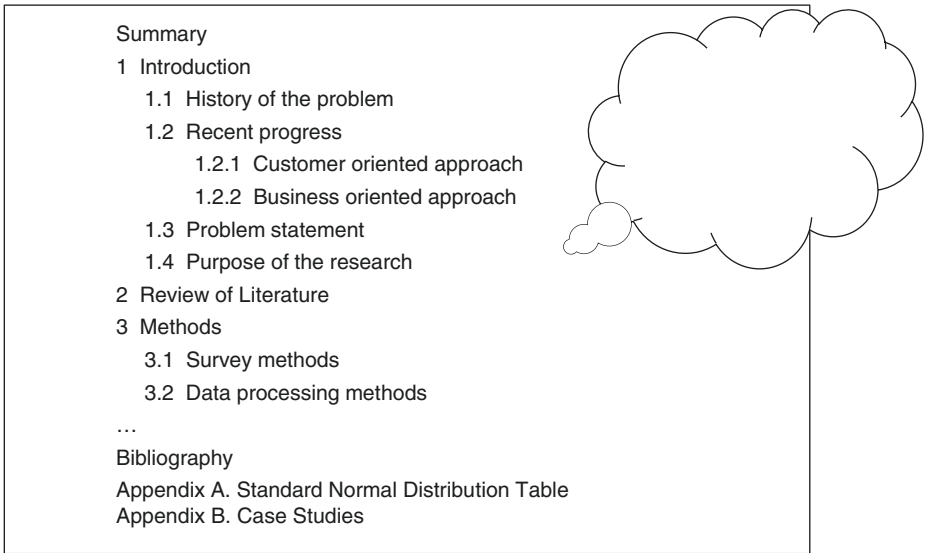 Summary
1 Introduction
1.1 History of the problem
1.2 Recent progress
1.2.1 Customer oriented approach
1.2.2 Business oriented approach
1.3 Problem statement
1.4 Purpose of the research
2 Review of Literature
3 Methods
3.1 Survey methods
3.2 Data processing methods
…
Bibliography
Appendix A. Standard Normal Distribution Table
Appendix B. Case Studies